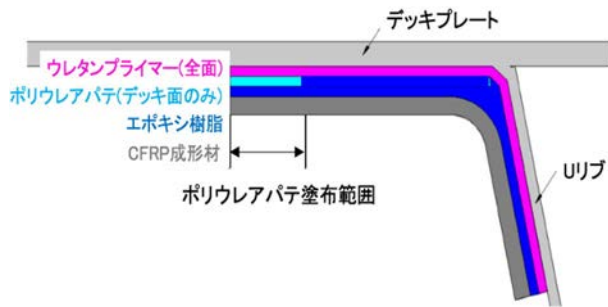 デッキプレート
ウレタンプライマー(全面)
ポリウレアパテ(デッキ面のみ)
エポキシ樹脂
CFRP成形材
ポリウレアパテ塗布範囲
Uリブ